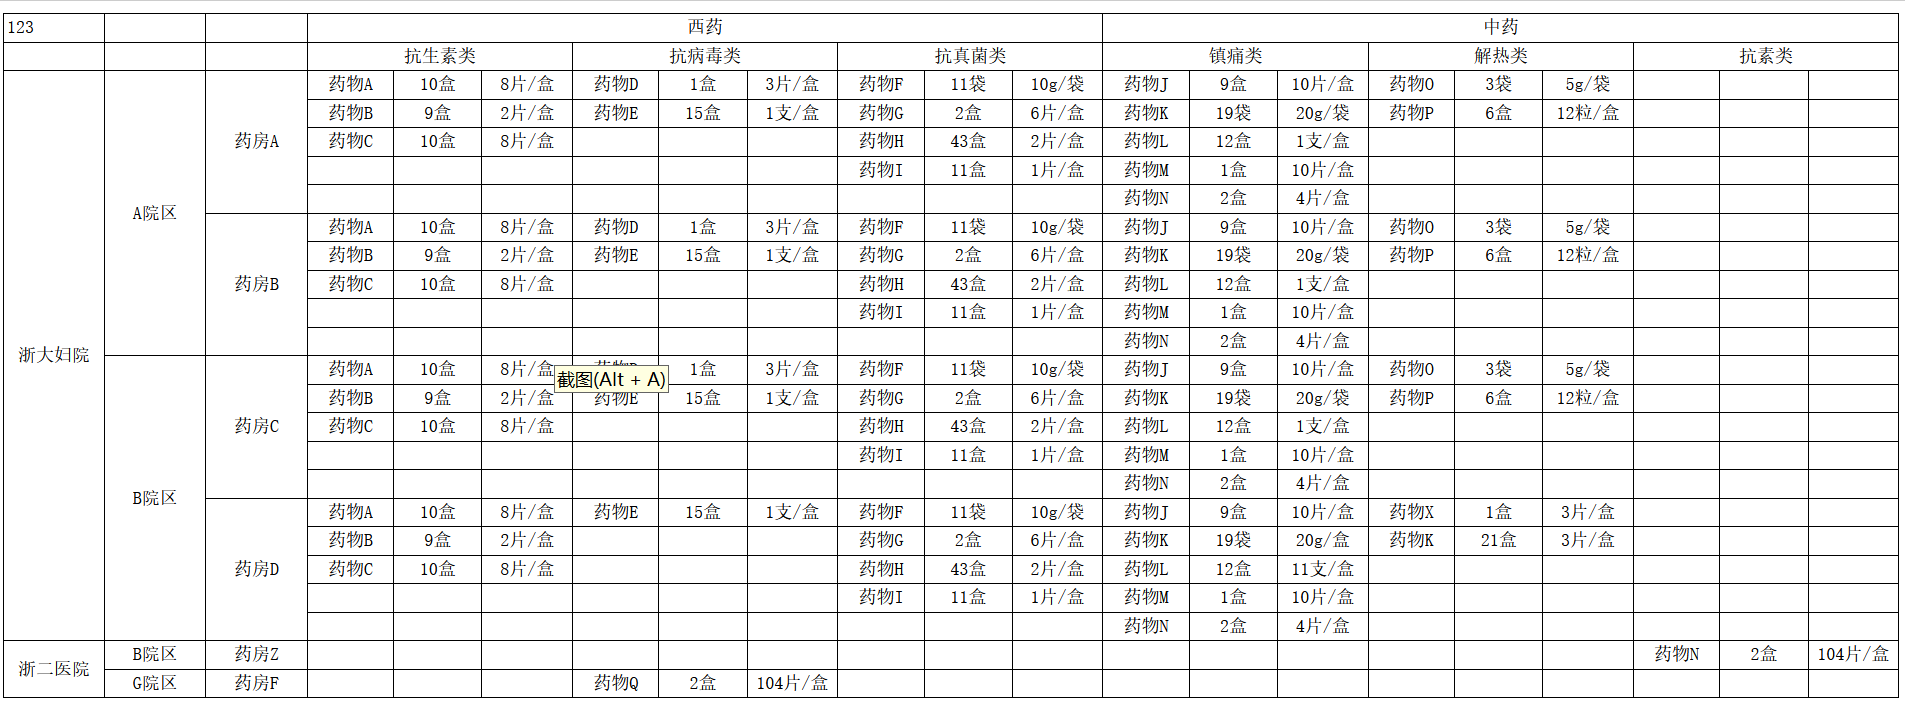 123 西药 中药
抗生素类 抗病毒类 抗真菌类 镇痛类 解热类 抗素类
药物A 10盒 8片/盒 药物D 1盒 3片/盒 药物F 11袋 10g/袋 药物J 9盒 10片/盒 药物O 3袋 5g/袋
药物B 9盒 2片/盒 药物E 15盒 1支/盒 药物G 2盒 6片/盒 药物K 19袋 20g/袋 药物P 6盒 12粒/盒
药房A 药物C 10盒 8片/盒 药物H 43盒 2片/盒 药物L 12盒 1支/盒
药物I 11盒 1片/盒 药物M 1盒 10片/盒
药物N 2盒 4片/盒
A院区
药物A 10盒 8片/盒 药物D 1盒 3片/盒 药物F 11袋 10g/袋 药物J 9盒 10片/盒 药物O 3袋 5g/袋
药物B 9盒 2片/盒 药物E 15盒 1支/盒 药物G 2盒 6片/盒 药物K 19袋 20g/袋 药物P 6盒 12粒/盒
药房B 药物C 10盒 8片/盒 药物H 43盒 2片/盒 药物L 12盒 1支/盒
药物I 11盒 1片/盒 药物M 1盒 10片/盒
药物N 2盒 4片/盒
浙大妇院
药物A 10盒 8片/盒 1盒 3片/盒 药物F 11袋 10g/袋 药物J 9盒 10片/盒 药物O 3袋 5g/袋
截图(Alt + A)
药物B 9盒 2片/盒 药物E 15盒 1支/盒 药物G 2盒 6片/盒 药物K 19袋 20g/袋 药物P 6盒 12粒/盒
药房C 药物C 10盒 8片/盒 药物H 43盒 2片/盒 药物L 12盒 1支/盒
药物I 11盒 1片/盒 药物M 1盒 10片/盒
药物N 2盒 4片/盒
B院区
药物A 10盒 8片/盒 药物E 15盒 1支/盒 药物F 11袋 10g/袋 药物J 9盒 10片/盒 药物X 1盒 3片/盒
药物B 9盒 2片/盒 药物G 2盒 6片/盒 药物K 19袋 20g/盒 药物K 21盒 3片/盒
药房D 药物C 10盒 8片/盒 药物H 43盒 2片/盒 药物L 12盒 11支/盒
药物I 11盒 1片/盒 药物M 1盒 10片/盒
药物N 2盒 4片/盒
浙二医院
B院区 药房Z 药物N 2盒 104片/盒
G院区 药房F 药物Q 2盒 104片/盒